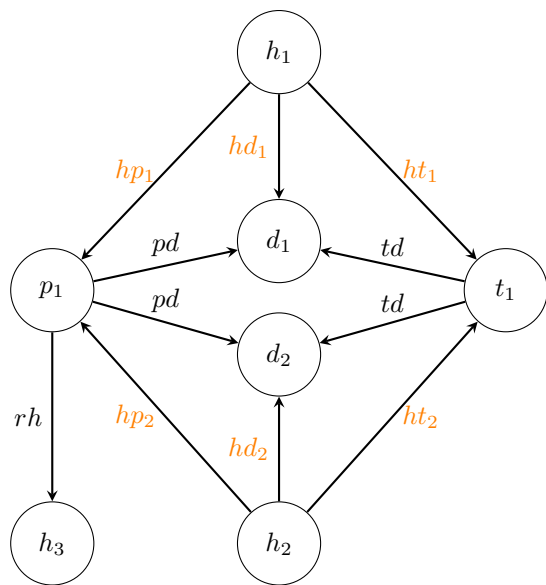 h₁
hp₁ hd₁ ht₁
pd d₁ td
p₁ t₁
pd d₂ td
rh hp₂ hd₂ ht₂
h₃ h₂